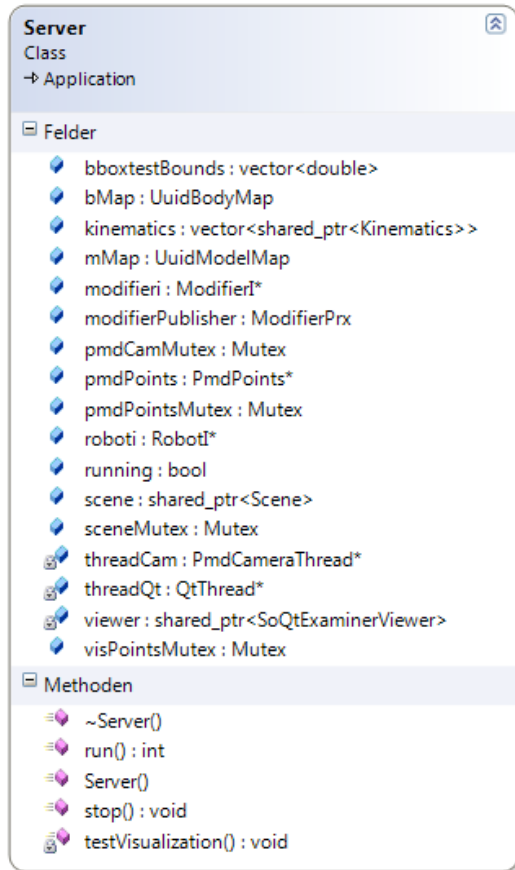 Server
Class
Application
Felder
bboxtestBounds : vector<double>
bMap : UuidBodyMap
kinematics : vector<shared_ptr<Kinematics>>
mMap : UuidModelMap
modifieri : ModifierI*
modifierPublisher : ModifierPrx
pmdCamMutex : Mutex
pmdPoints : PmdPoints*
pmdPointsMutex : Mutex
roboti : RobotI*
running : bool
scene : shared_ptr<Scene>
sceneMutex : Mutex
threadCam : PmdCameraThread*
threadQt : QtThread*
viewer : shared_ptr<SoQtExaminerViewer>
visPointsMutex : Mutex
Methoden
~Server()
run() : int
Server()
stop() : void
testVisualization() : void